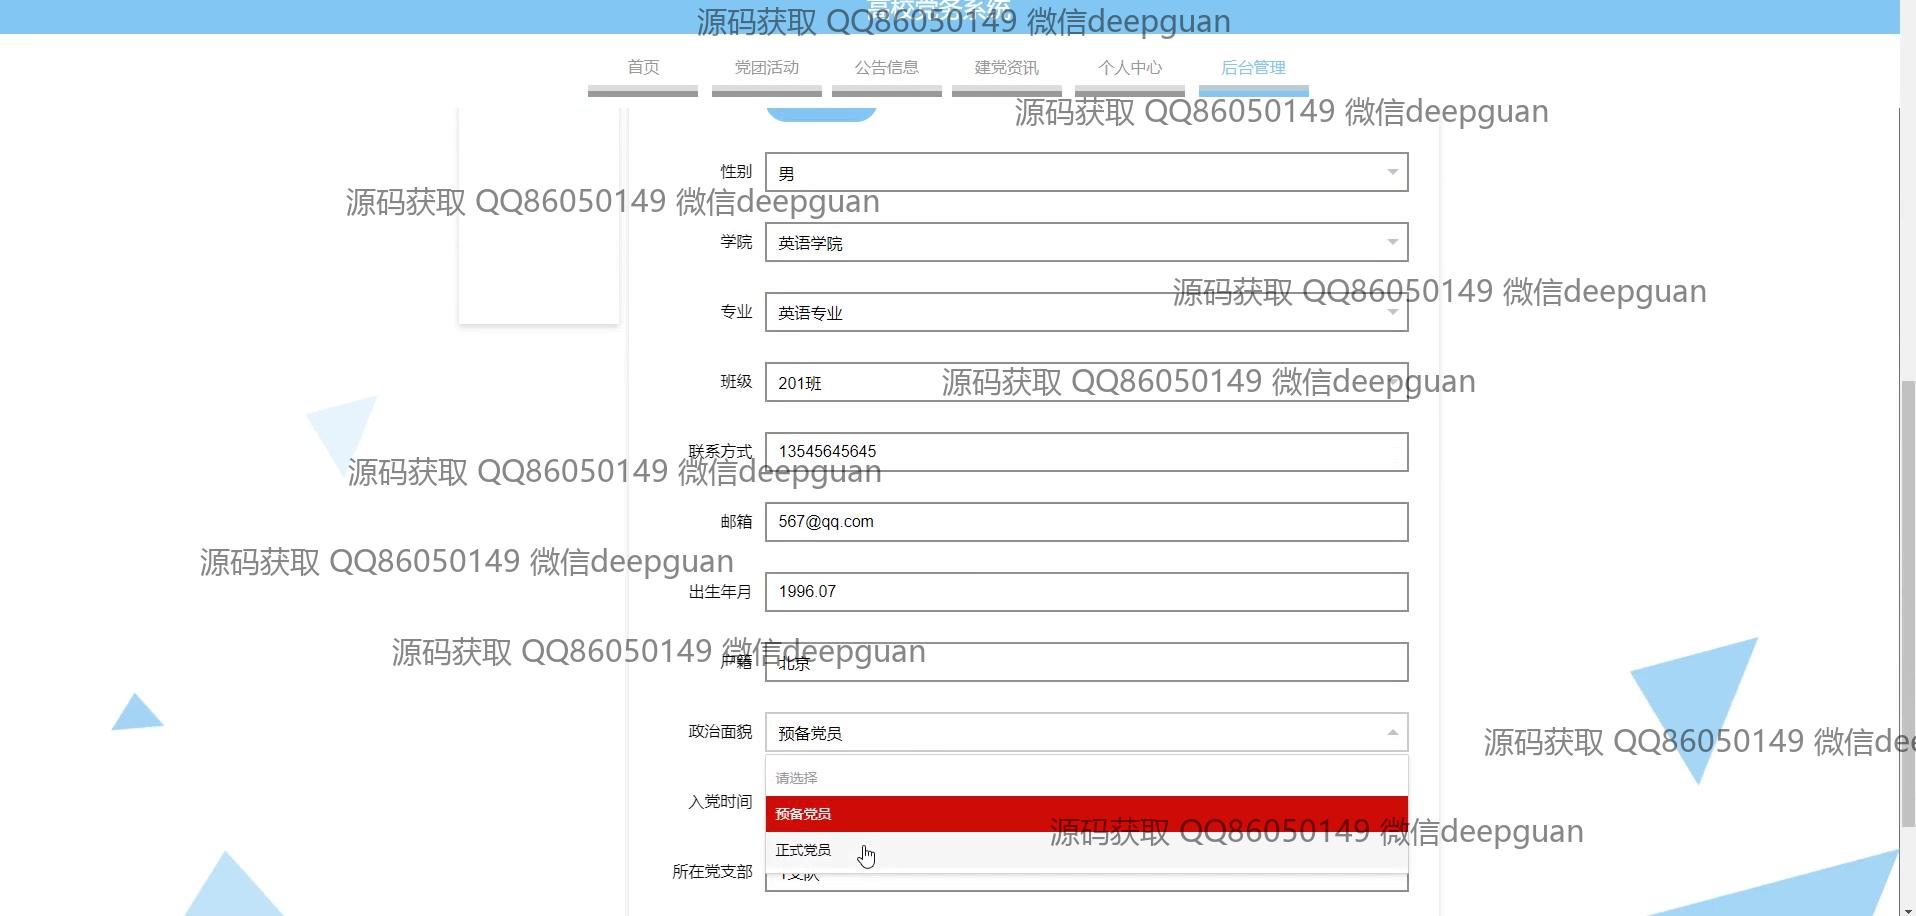 高校党务系统
源码获取 QQ86050149 微信deepguan
首页 党团活动 公告信息 建党资讯 个人中心 后台管理
源码获取 QQ86050149 微信deepguan
性别 男
源码获取 QQ86050149 微信deepguan
学院 英语学院
源码获取 QQ86050149 微信deepguan
专业 英语专业
班级 201班
源码获取 QQ86050149 微信deepguan
联系方式 13545645645
源码获取 QQ86050149 微信deepguan
邮箱 567@qq.com
源码获取 QQ86050149 微信deepguan
出生年月 1996.07
源码获取 QQ86050149 微信deepguan
户籍 北京
政治面貌 预备党员
源码获取 QQ86050149 微信dee
请选择
入党时间
预备党员
源码获取 QQ86050149 微信deepguan
正式党员
所在党支部 1支队